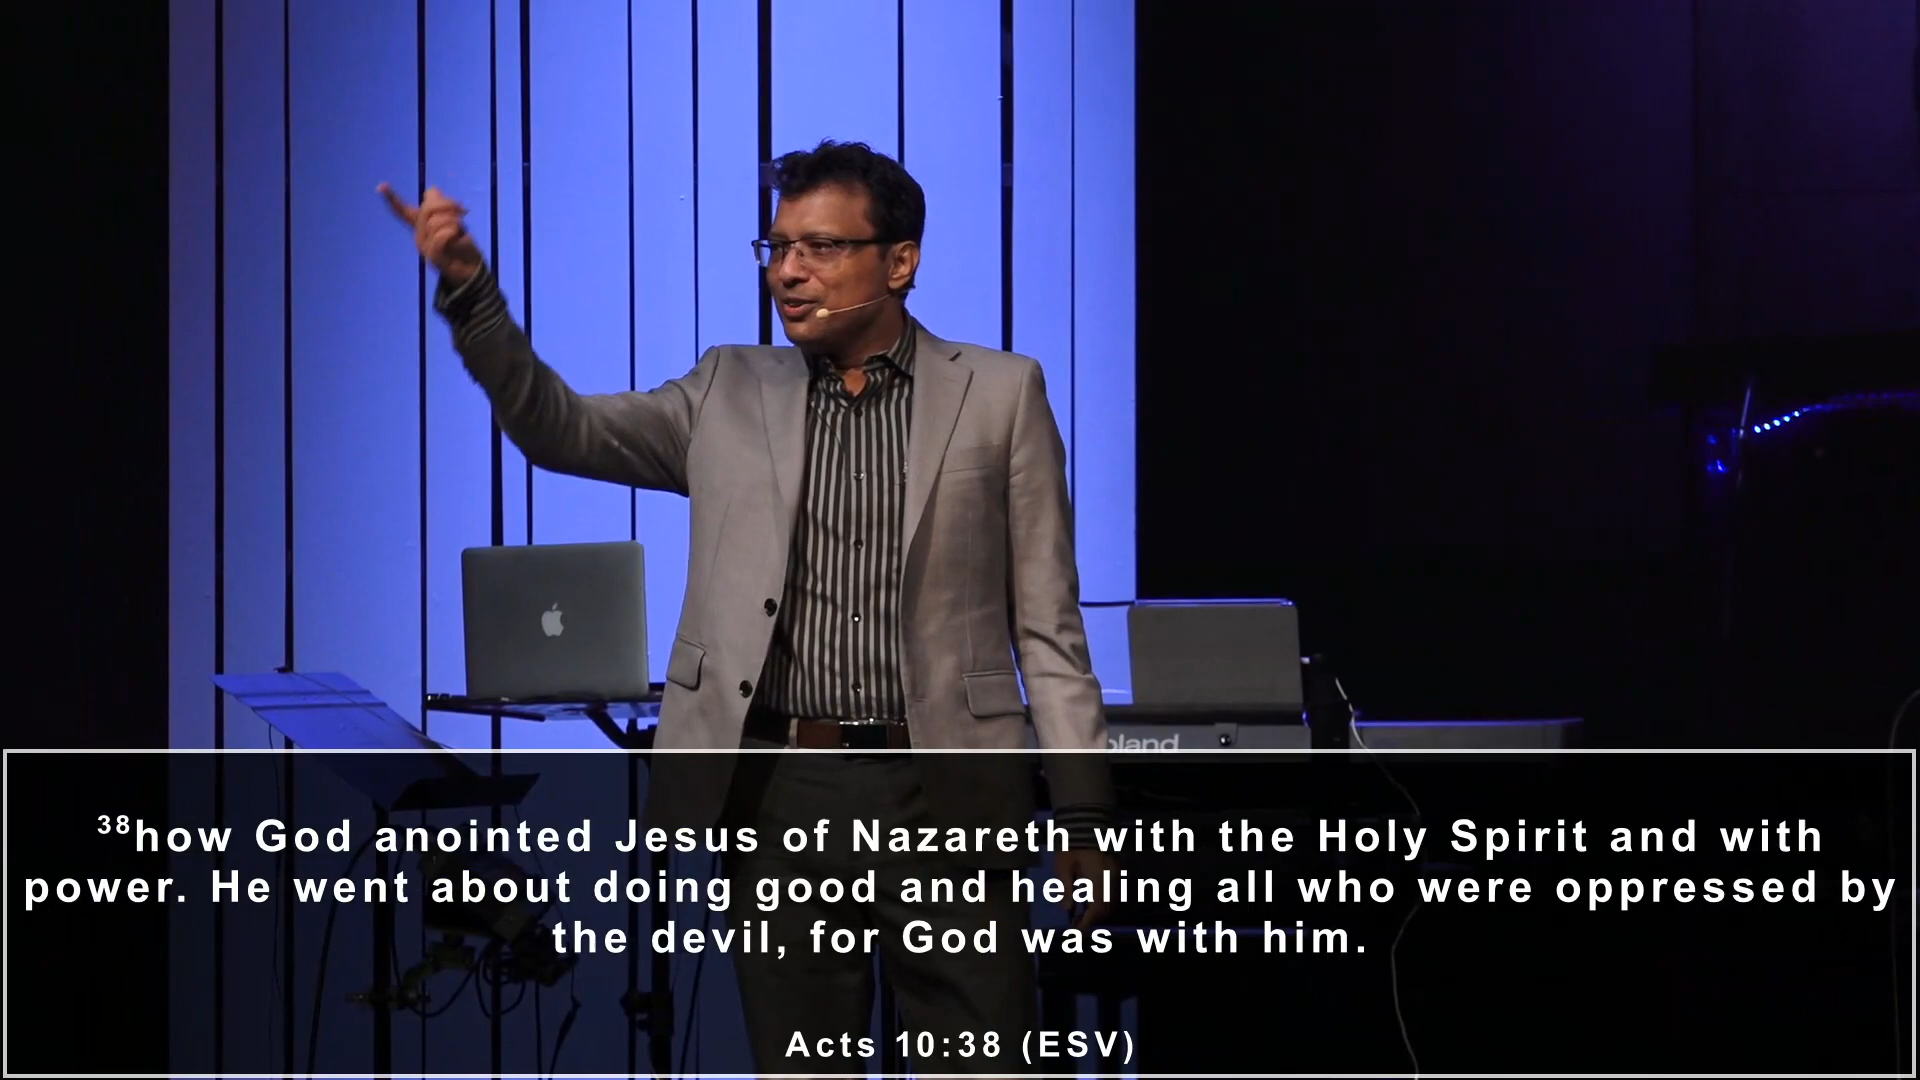 oland
³⁸how God anointed Jesus of Nazareth with the Holy Spirit and with
power. He went about doing good and healing all who were oppressed by
the devil, for God was with him.
Acts 10:38 (ESV)